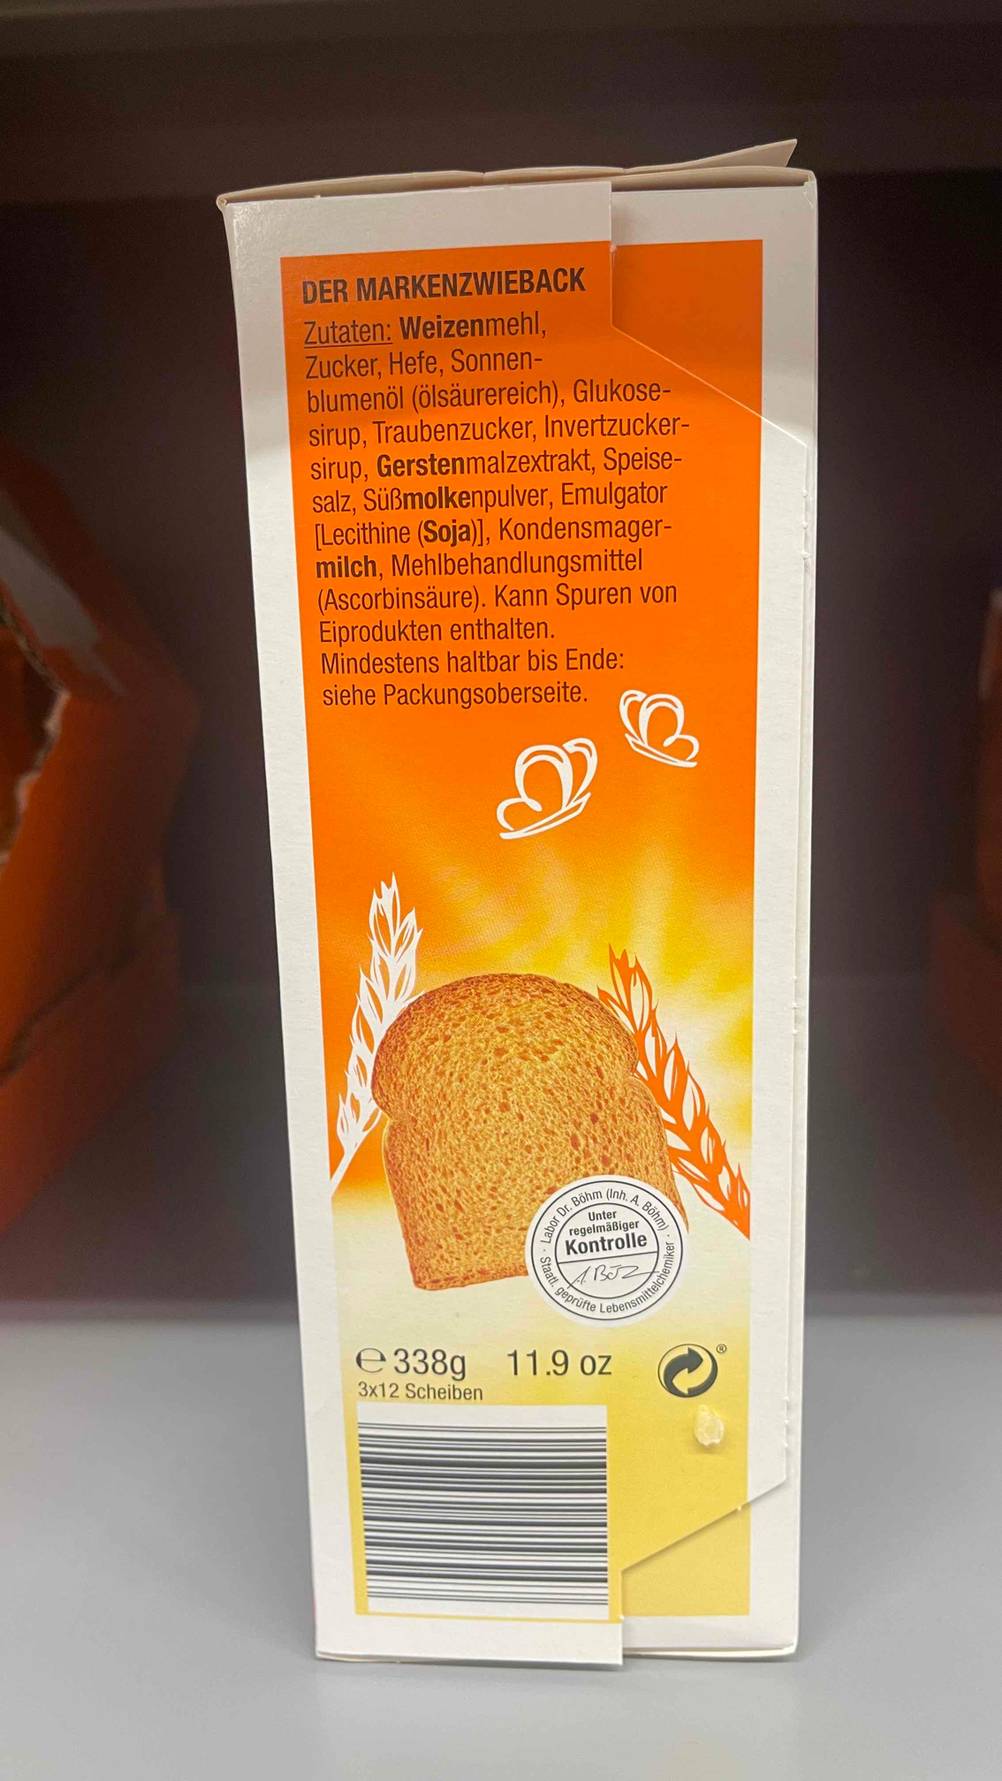 DER MARKENZWIEBACK
Zutaten: Weizenmehl,
Zucker, Hefe, Sonnen-
blumenöl (ölsäurereich), Glukose-
sirup, Traubenzucker, Invertzucker-
sirup, Gerstenmalzextrakt, Speise-
salz, Süßmolkenpulver, Emulgator
[Lecithine (Soja)], Kondensmager-
milch, Mehlbehandlungsmittel
(Ascorbinsäure). Kann Spuren von
Eiprodukten enthalten.
Mindestens haltbar bis Ende:
siehe Packungsoberseite.
Labor Dr. Böhm (Inh. A. Böhm) ·
Staatl. geprüfte Lebensmittelchemiker ·
Unter
regelmäßiger
Kontrolle
e 338g 11.9 oz
3x12 Scheiben
®